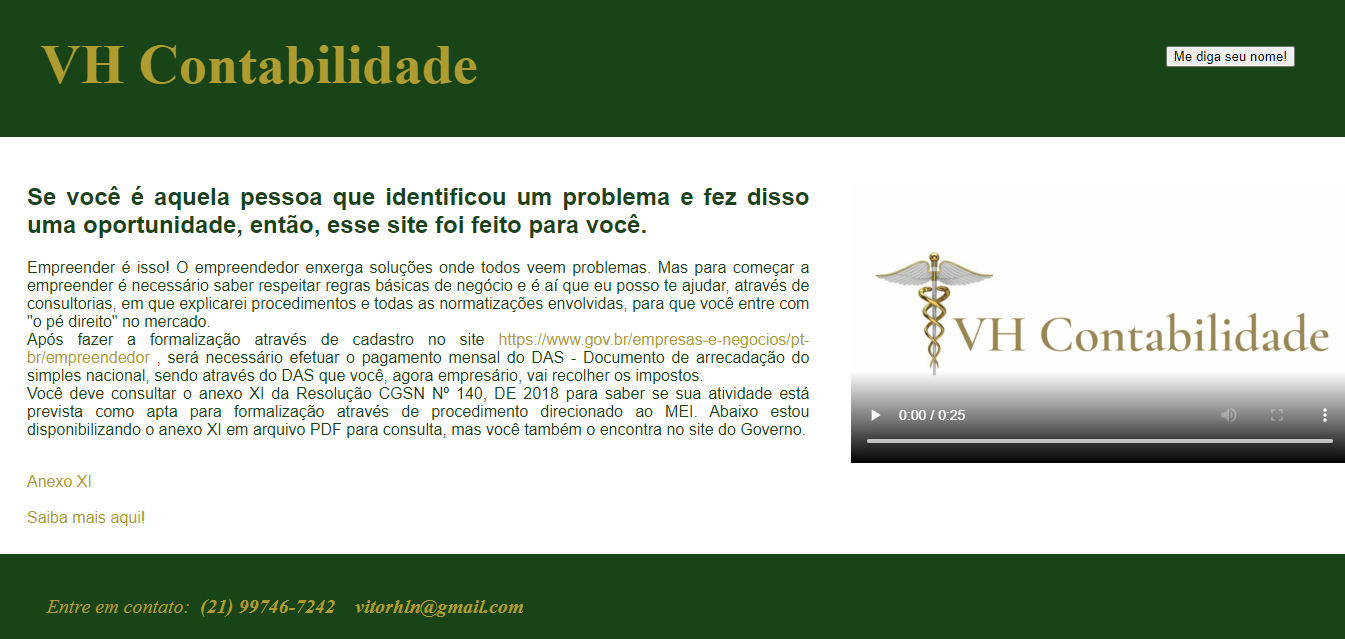 VH Contabilidade
Me diga seu nome!
Se você é aquela pessoa que identificou um problema e fez disso
uma oportunidade, então, esse site foi feito para você.
Empreender é isso! O empreendedor enxerga soluções onde todos veem problemas. Mas para começar a
empreender é necessário saber respeitar regras básicas de negócio e é aí que eu posso te ajudar, através de
consultorias, em que explicarei procedimentos e todas as normatizações envolvidas, para que você entre com
"o pé direito" no mercado.
Após fazer a formalização através de cadastro no site https://www.gov.br/empresas-e-negocios/pt-
br/empreendedor , será necessário efetuar o pagamento mensal do DAS - Documento de arrecadação do
simples nacional, sendo através do DAS que você, agora empresário, vai recolher os impostos.
Você deve consultar o anexo XI da Resolução CGSN Nº 140, DE 2018 para saber se sua atividade está
prevista como apta para formalização através de procedimento direcionado ao MEI. Abaixo estou
disponibilizando o anexo XI em arquivo PDF para consulta, mas você também o encontra no site do Governo.
Anexo XI
Saiba mais aqui!
VH Contabilidade
0:00 / 0:25
Entre em contato: (21) 99746-7242 vitorhln@gmail.com